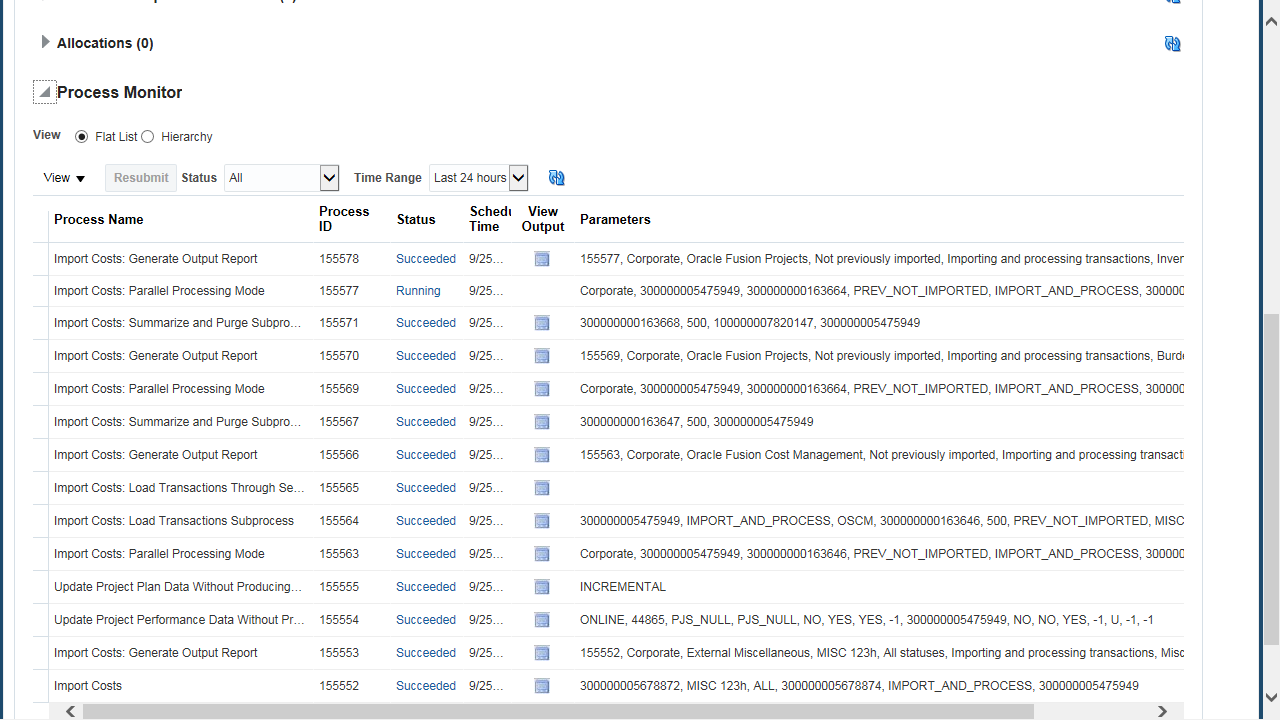 Allocations (0)
Process Monitor
View Flat List Hierarchy
View Resubmit Status All Time Range Last 24 hours
Process Name Process ID Status Schedu Time View Output Parameters
Import Costs: Generate Output Report 155578 Succeeded 9/25... 155577, Corporate, Oracle Fusion Projects, Not previously imported, Importing and processing transactions, Inver
Import Costs: Parallel Processing Mode 155577 Running 9/25... Corporate, 300000005475949, 300000000163664, PREV_NOT_IMPORTED, IMPORT_AND_PROCESS, 300000
Import Costs: Summarize and Purge Subpro... 155571 Succeeded 9/25... 300000000163668, 500, 100000007820147, 300000005475949
Import Costs: Generate Output Report 155570 Succeeded 9/25... 155569, Corporate, Oracle Fusion Projects, Not previously imported, Importing and processing transactions, Burde
Import Costs: Parallel Processing Mode 155569 Succeeded 9/25... Corporate, 300000005475949, 300000000163664, PREV_NOT_IMPORTED, IMPORT_AND_PROCESS, 300000
Import Costs: Summarize and Purge Subpro... 155567 Succeeded 9/25... 300000000163647, 500, 300000005475949
Import Costs: Generate Output Report 155566 Succeeded 9/25... 155563, Corporate, Oracle Fusion Cost Management, Not previously imported, Importing and processing transacti
Import Costs: Load Transactions Through Se... 155565 Succeeded 9/25...
Import Costs: Load Transactions Subprocess 155564 Succeeded 9/25... 300000005475949, IMPORT_AND_PROCESS, OSCM, 300000000163646, 500, PREV_NOT_IMPORTED, MISC
Import Costs: Parallel Processing Mode 155563 Succeeded 9/25... Corporate, 300000005475949, 300000000163646, PREV_NOT_IMPORTED, IMPORT_AND_PROCESS, 300000
Update Project Plan Data Without Producing... 155555 Succeeded 9/25... INCREMENTAL
Update Project Performance Data Without Pr... 155554 Succeeded 9/25... ONLINE, 44865, PJS_NULL, PJS_NULL, NO, YES, YES, -1, 300000005475949, NO, NO, YES, -1, U, -1, -1
Import Costs: Generate Output Report 155553 Succeeded 9/25... 155552, Corporate, External Miscellaneous, MISC 123h, All statuses, Importing and processing transactions, Misc
Import Costs 155552 Succeeded 9/25... 300000005678872, MISC 123h, ALL, 300000005678874, IMPORT_AND_PROCESS, 300000005475949